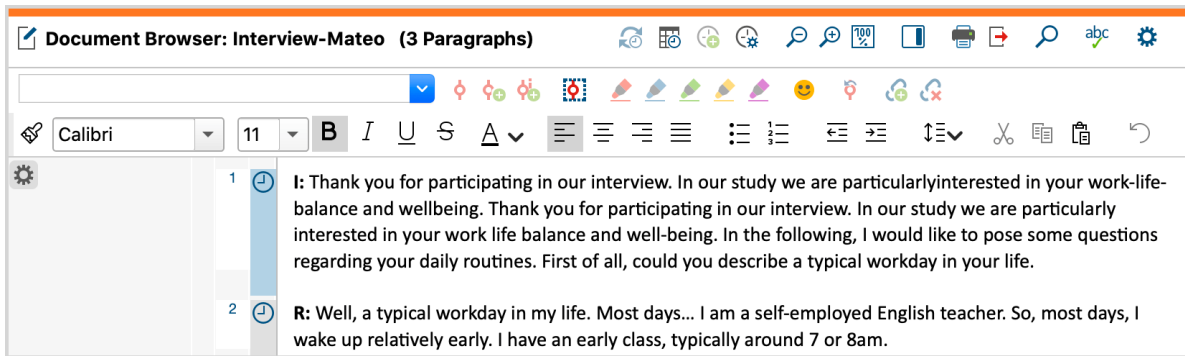 Document Browser: Interview-Mateo (3 Paragraphs)
100 %
abc
Calibri 11 B I U S A
1 I: Thank you for participating in our interview. In our study we are particularlyinterested in your work-life-
balance and wellbeing. Thank you for participating in our interview. In our study we are particularly
interested in your work life balance and well-being. In the following, I would like to pose some questions
regarding your daily routines. First of all, could you describe a typical workday in your life.
2 R: Well, a typical workday in my life. Most days... I am a self-employed English teacher. So, most days, I
wake up relatively early. I have an early class, typically around 7 or 8am.